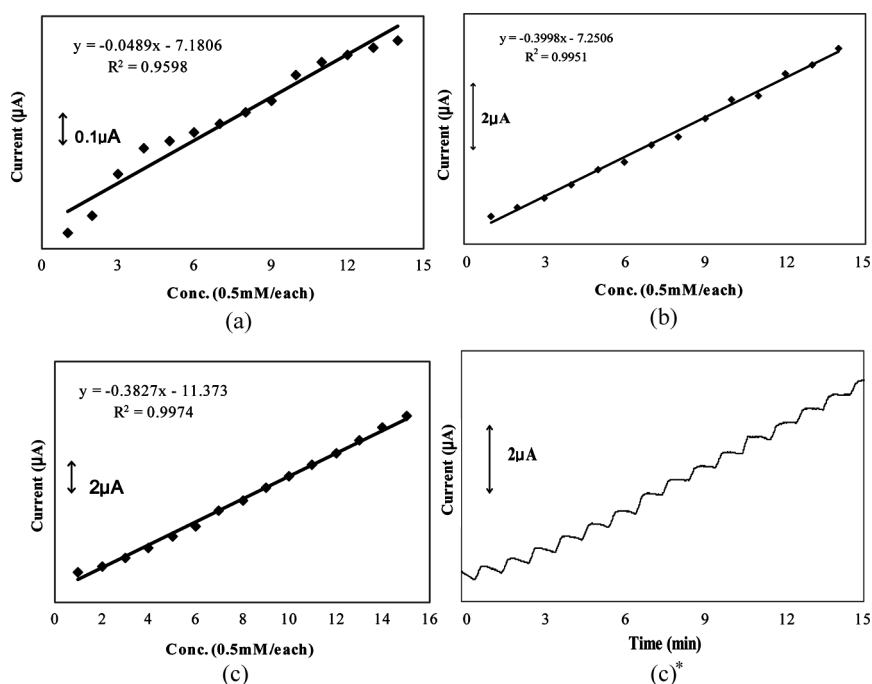 y = -0.0489x - 7.1806
R² = 0.9598
0.1µA
Current (µA)
0 3 6 9 12 15
Conc. (0.5mM/each)
(a)
y = -0.3998x - 7.2506
R² = 0.9951
2µA
Current (µA)
0 3 6 9 12 15
Conc. (0.5mM/each)
(b)
y = -0.3827x - 11.373
R² = 0.9974
2µA
Current (µA)
0 2 4 6 8 10 12 14 16
Conc. (0.5mM/each)
(c)
2µA
Current (µA)
0 3 6 9 12 15
Time (min)
(c)*